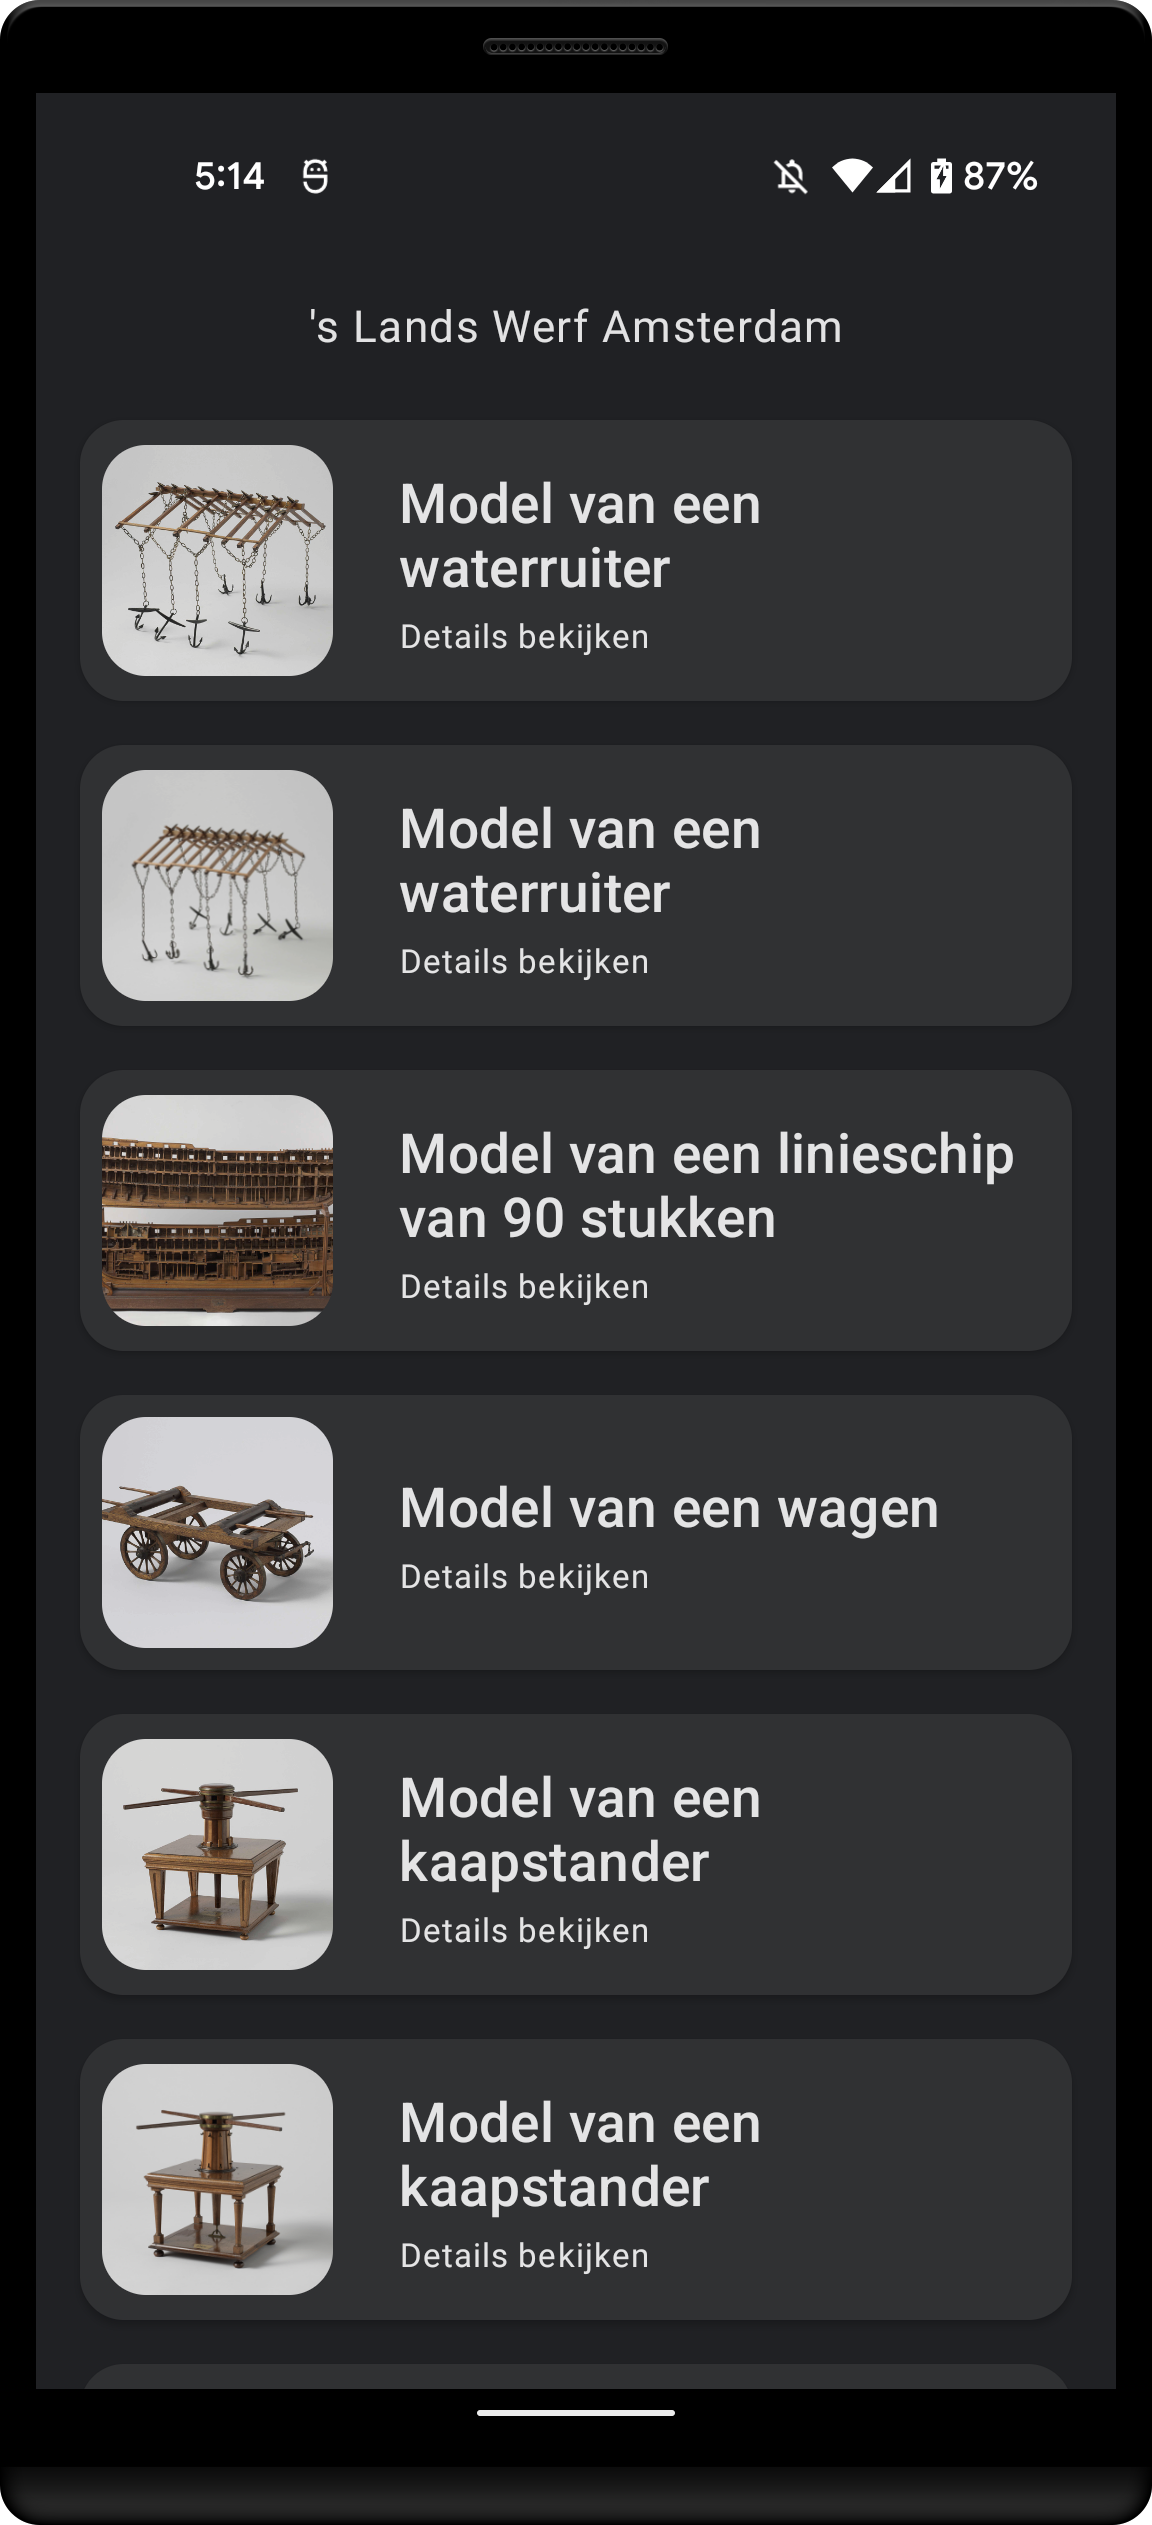 5:14
87%
's Lands Werf Amsterdam
Model van een
waterruiter
Details bekijken
Model van een
waterruiter
Details bekijken
Model van een linieschip
van 90 stukken
Details bekijken
Model van een wagen
Details bekijken
Model van een
kaapstander
Details bekijken
Model van een
kaapstander
Details bekijken